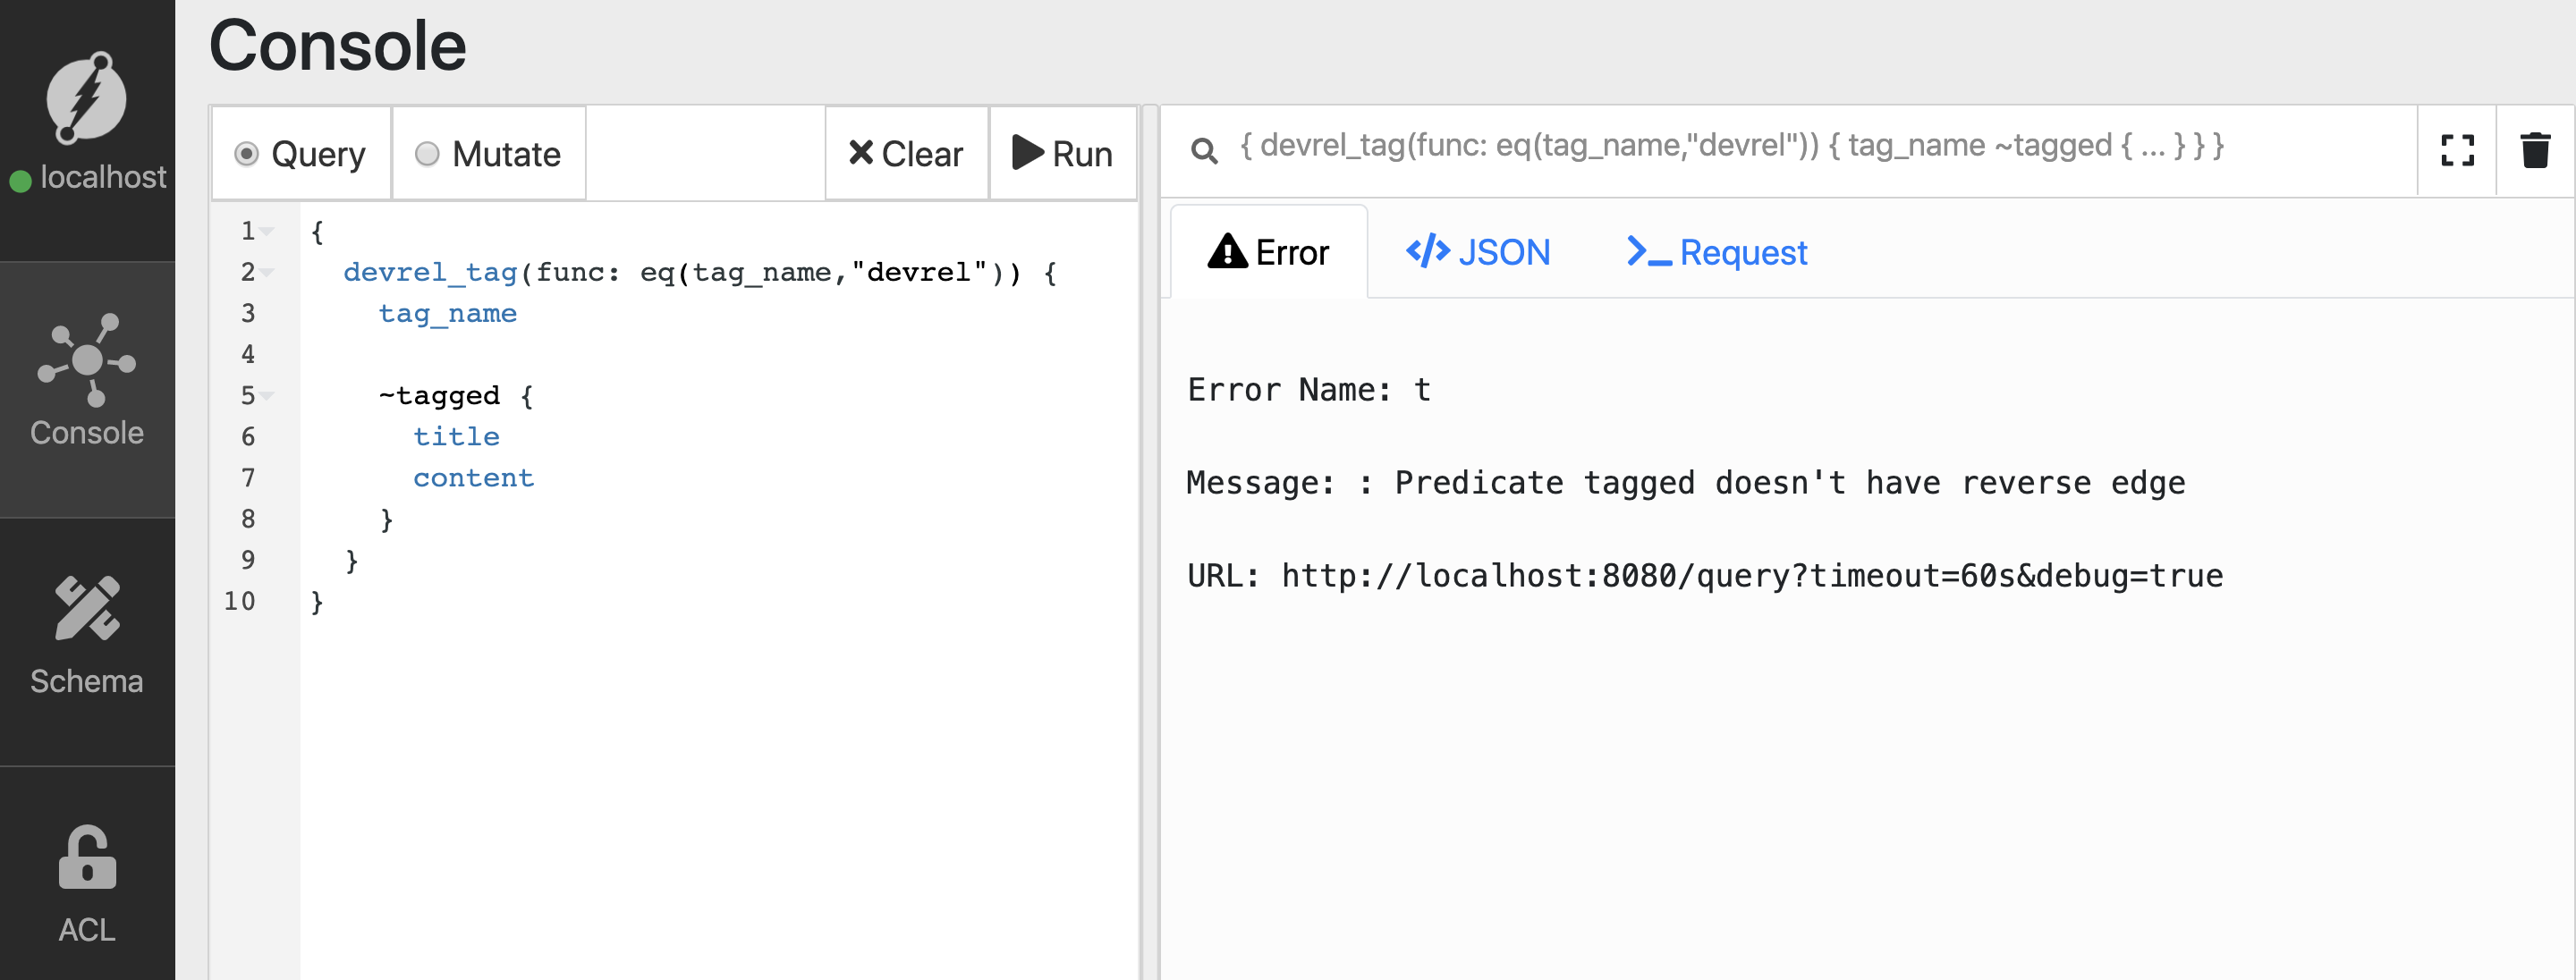 Console
localhost
Console
Schema
ACL
Query Mutate Clear Run
1 {
2 devrel_tag(func: eq(tag_name,"devrel")) {
3 tag_name
4
5 ~tagged {
6 title
7 content
8 }
9 }
10 }
{ devrel_tag(func: eq(tag_name,"devrel")) { tag_name ~tagged { ... } } }
Error </> JSON >_ Request
Error Name: t
Message: : Predicate tagged doesn't have reverse edge
URL: http://localhost:8080/query?timeout=60s&debug=true